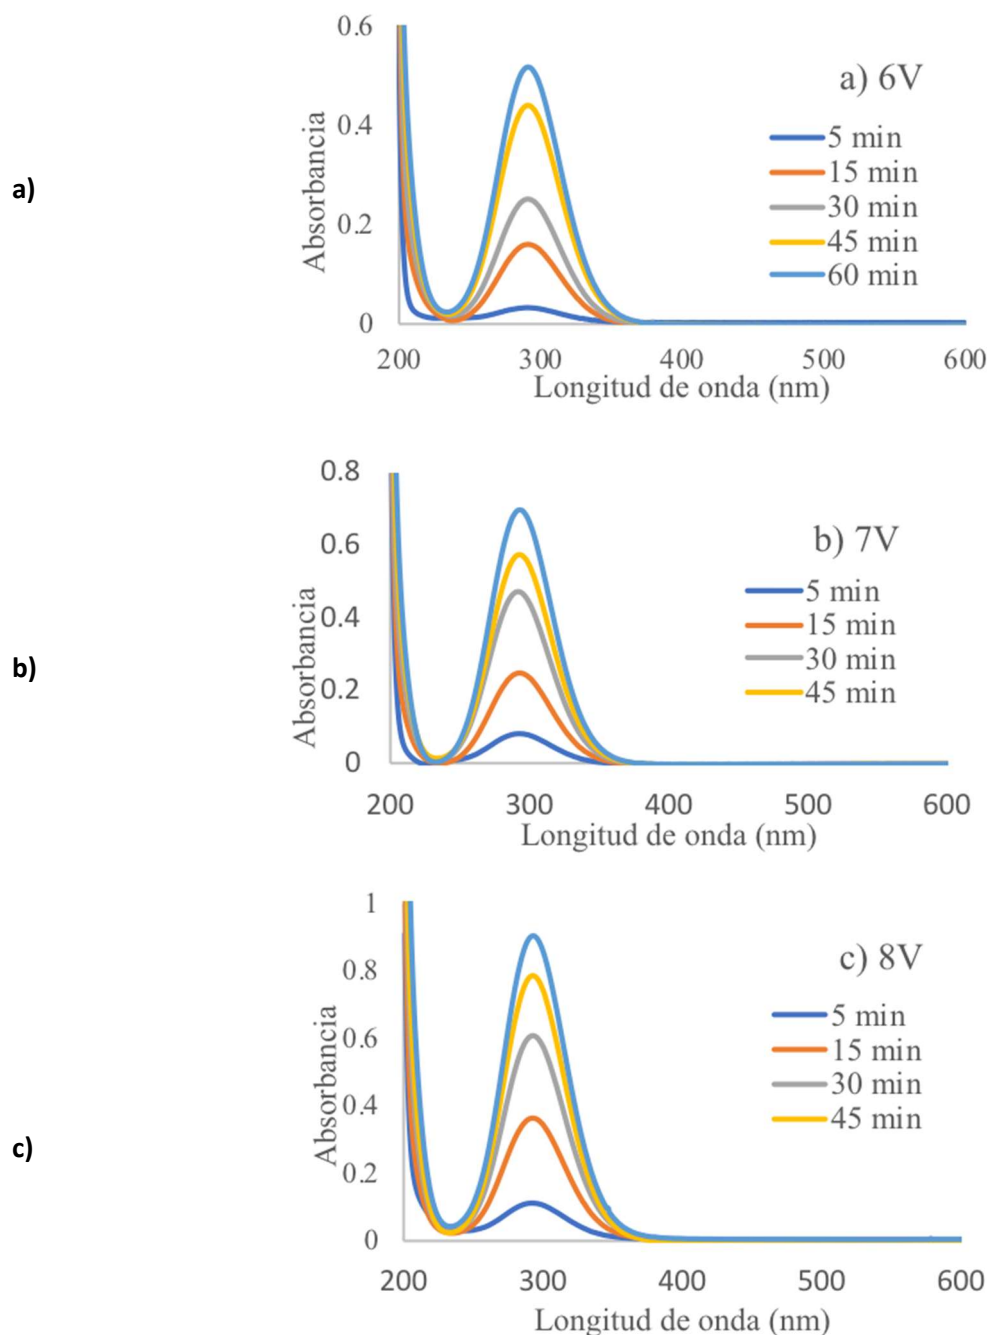 a)
0.6
0.4
0.2
0
Absorbancia
a) 6V
5 min
15 min
30 min
45 min
60 min
200 300 400 500 600
Longitud de onda (nm)
b)
0.8
0.6
0.4
0.2
0
Absorbancia
b) 7V
5 min
15 min
30 min
45 min
200 300 400 500 600
Longitud de onda (nm)
c)
1
0.8
0.6
0.4
0.2
0
Absorbancia
c) 8V
5 min
15 min
30 min
45 min
200 300 400 500 600
Longitud de onda (nm)